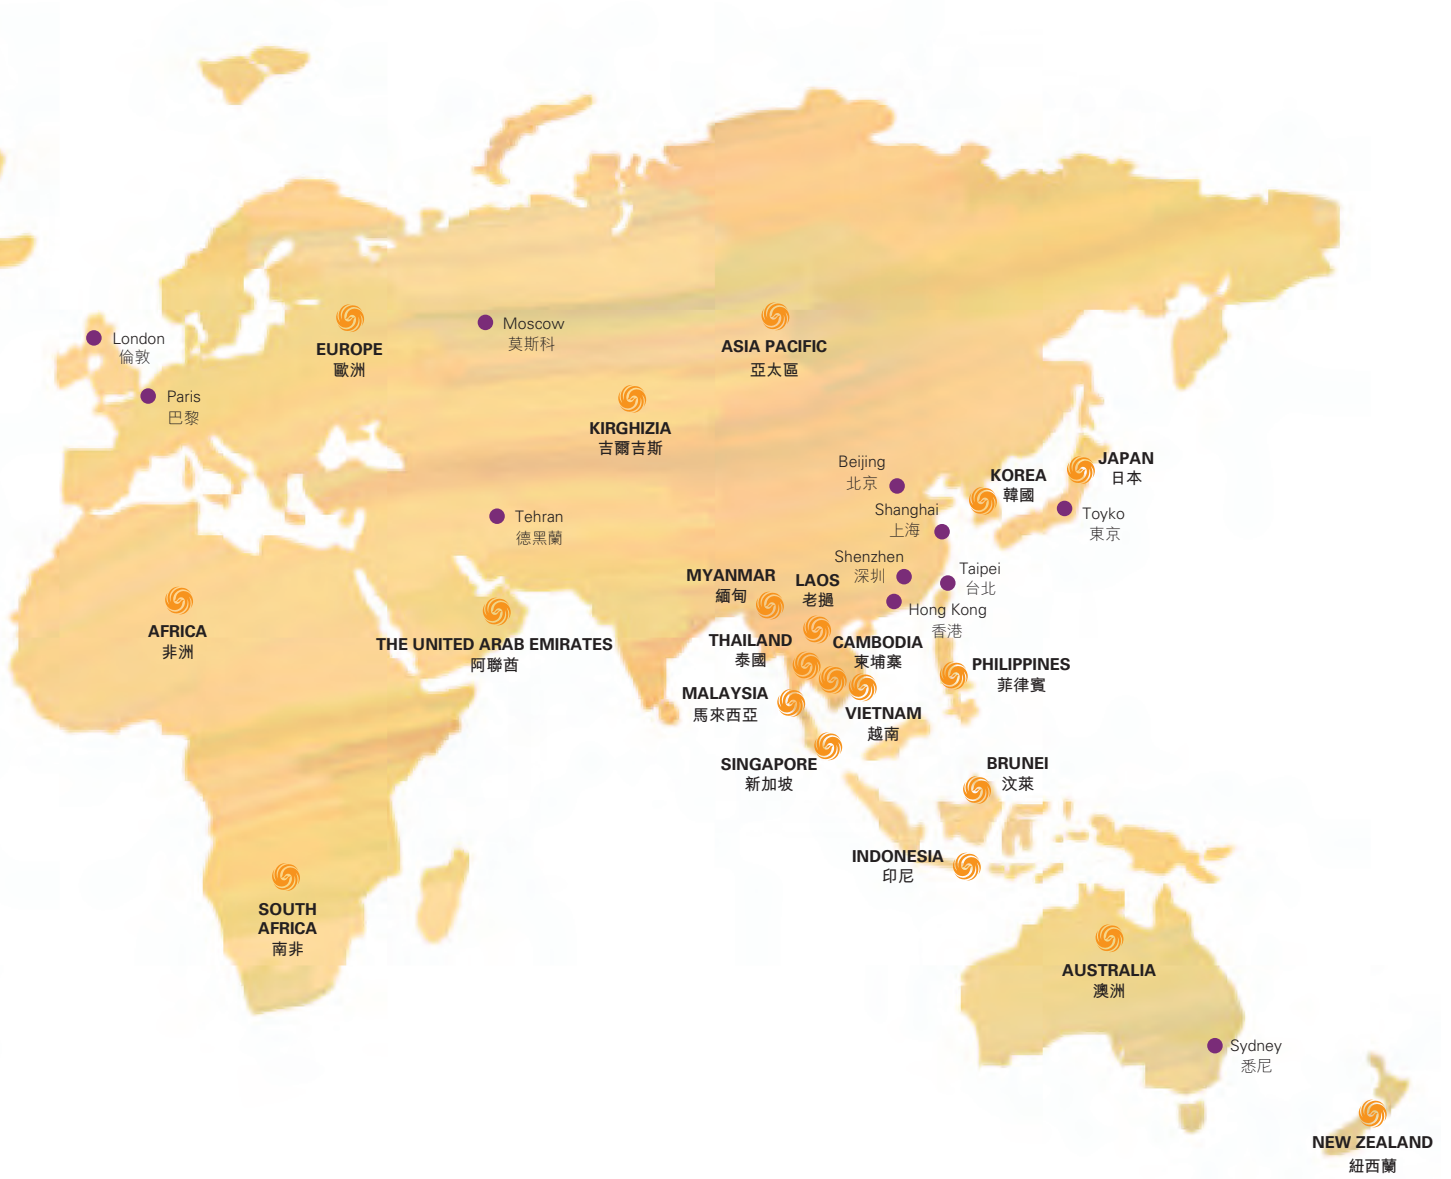 London
倫敦
Paris
巴黎
EUROPE
歐洲
Moscow
莫斯科
ASIA PACIFIC
亞太區
KIRGHIZIA
吉爾吉斯
Tehran
德黑蘭
Beijing
北京
Shanghai
上海
KOREA
韓國
JAPAN
日本
Toyko
東京
Shenzhen
深圳
Taipei
台北
Hong Kong
香港
MYANMAR
緬甸
LAOS
老撾
AFRICA
非洲
THE UNITED ARAB EMIRATES
阿聯酋
THAILAND
泰國
CAMBODIA
柬埔寨
PHILIPPINES
菲律賓
MALAYSIA
馬來西亞
VIETNAM
越南
SINGAPORE
新加坡
BRUNEI
汶萊
INDONESIA
印尼
SOUTH
AFRICA
南非
AUSTRALIA
澳洲
Sydney
悉尼
NEW ZEALAND
紐西蘭